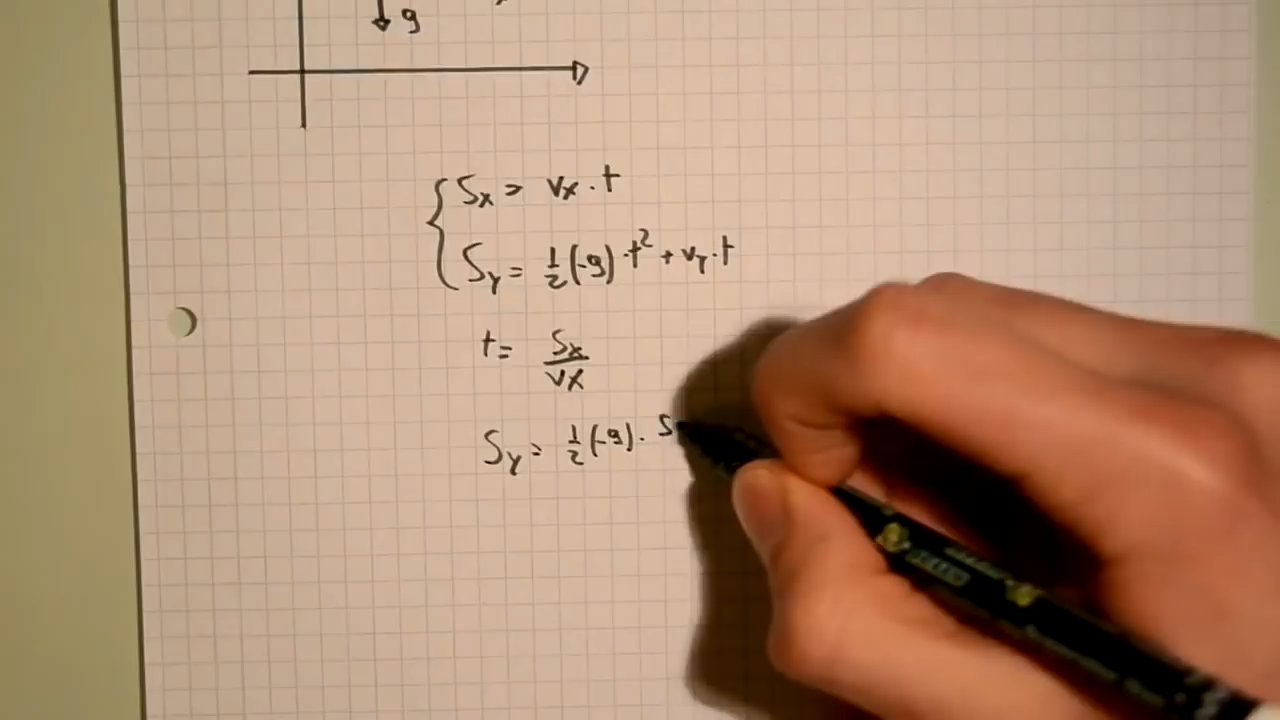 g
Sx = vx · t
Sy = 1/2 (-g) · t² + vy · t
t = Sx/vx
Sy = 1/2 (-g) · S